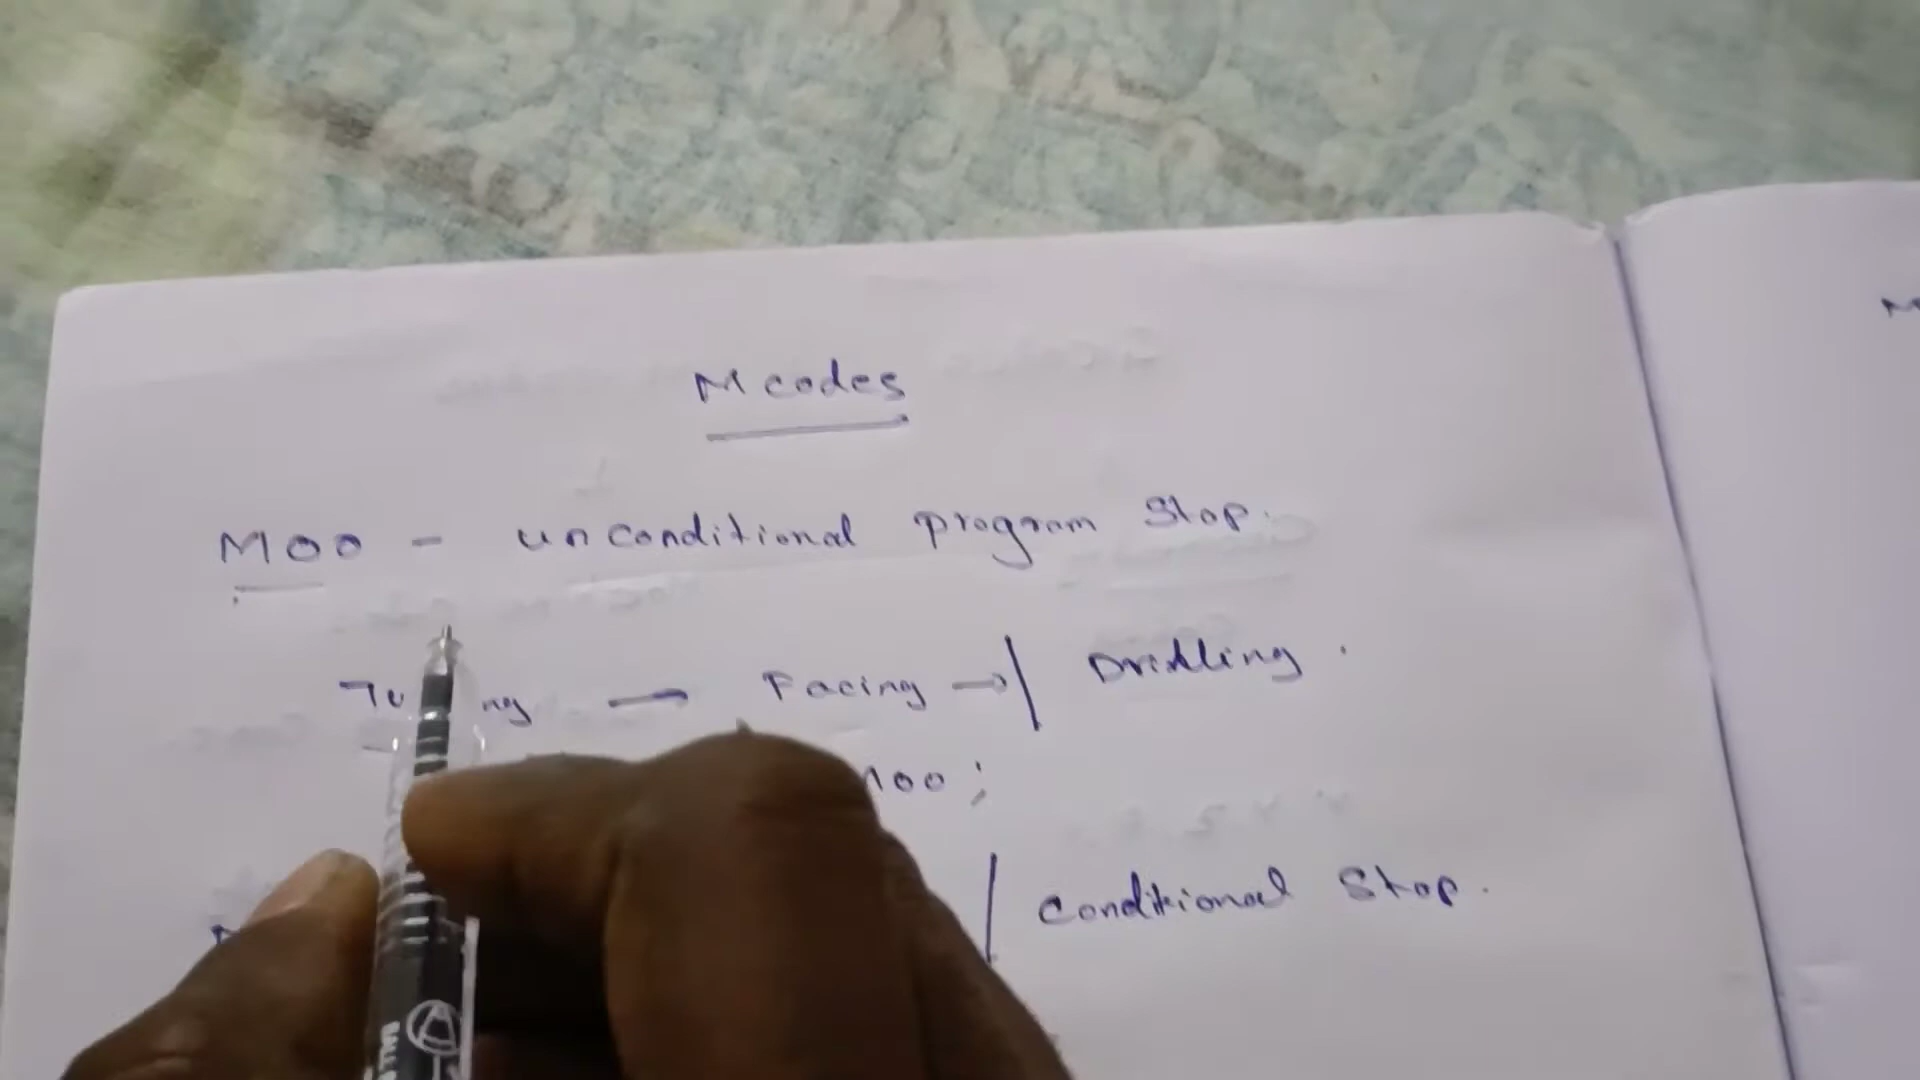 M codes
M00 - unconditional program Stop.
→ Facing → | Drilling .
M00 ;
| Conditional Stop .